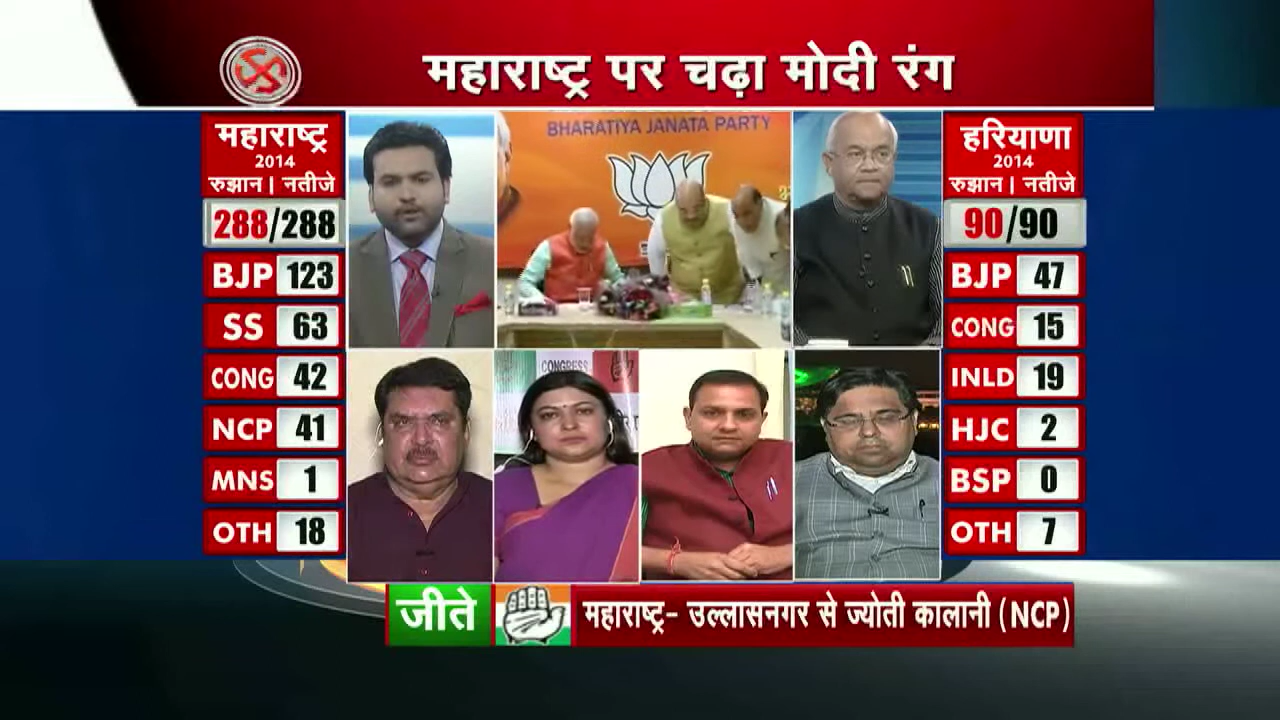 महाराष्ट्र पर चढ़ा मोदी रंग
महाराष्ट्र
2014
रुझान | नतीजे
288/288
BJP 123
SS 63
CONG 42
NCP 41
MNS 1
OTH 18
BHARATIYA JANATA PARTY
CONGRESS
हरियाणा
2014
रुझान | नतीजे
90/90
BJP 47
CONG 15
INLD 19
HJC 2
BSP 0
OTH 7
जीते महाराष्ट्र- उल्लासनगर से ज्योती कालानी (NCP)